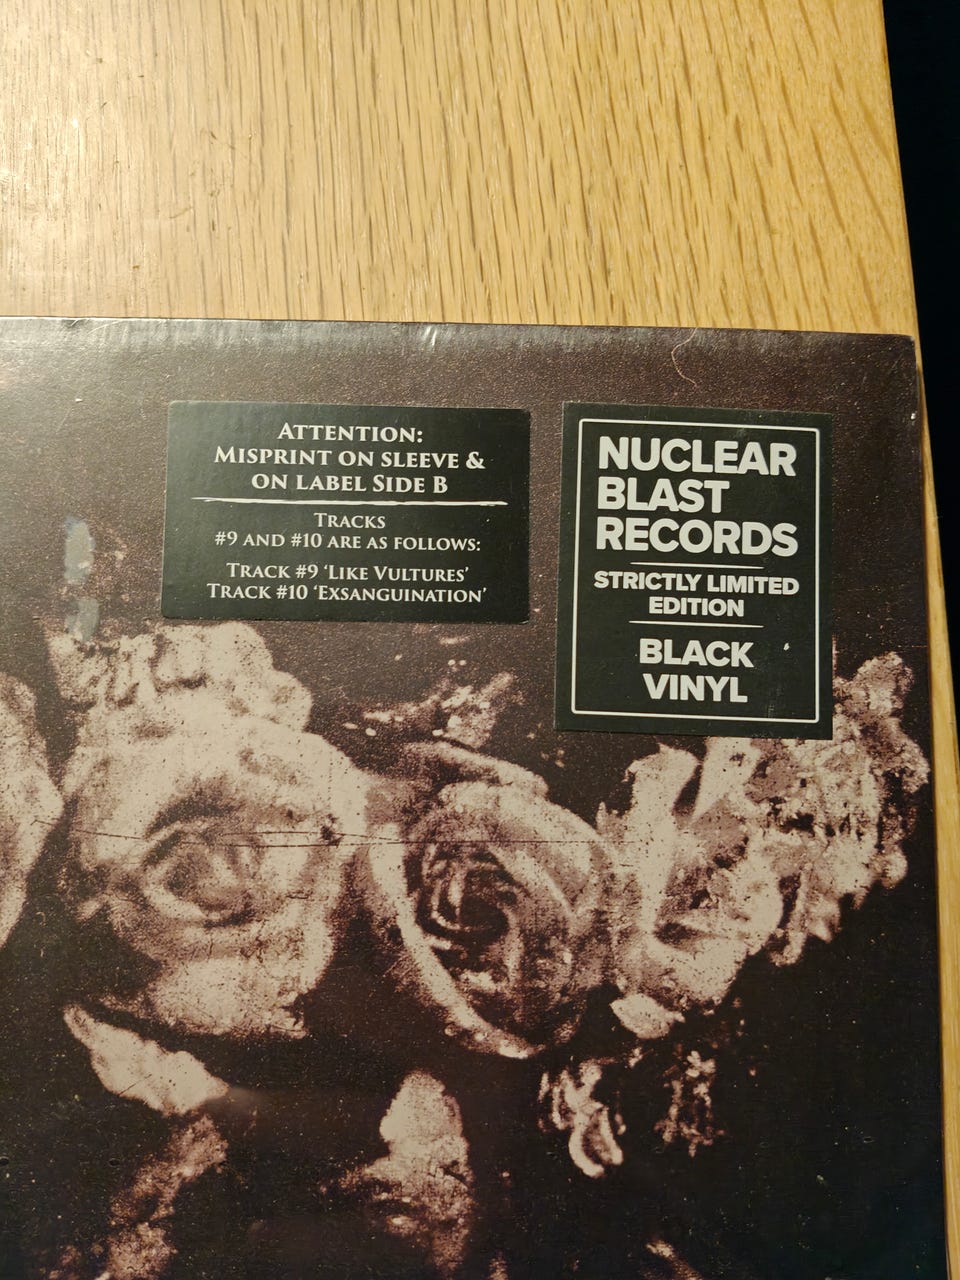 ATTENTION:
MISPRINT ON SLEEVE &
ON LABEL SIDE B
TRACKS
#9 AND #10 ARE AS FOLLOWS:
TRACK #9 ‘LIKE VULTURES’
TRACK #10 ‘EXSANGUINATION’
NUCLEAR
BLAST
RECORDS
STRICTLY LIMITED
EDITION
BLACK
VINYL